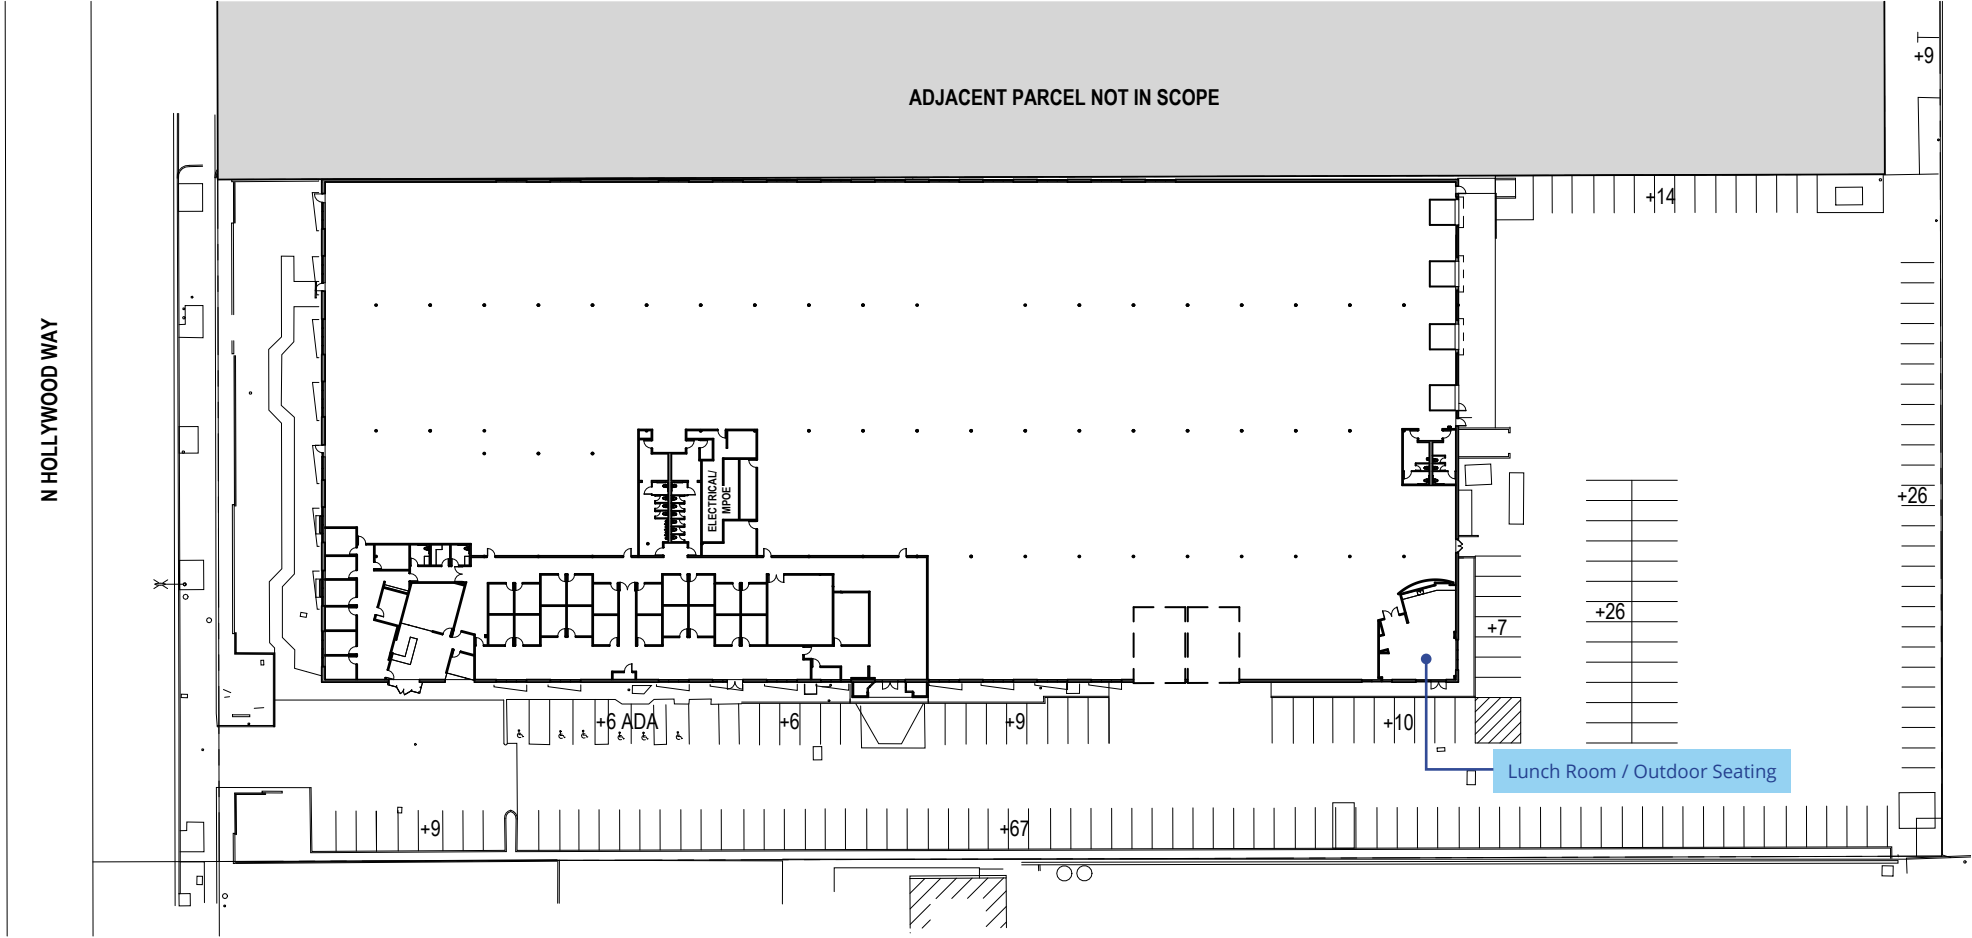 +9
ADJACENT PARCEL NOT IN SCOPE
+14
N HOLLYWOOD WAY
ELECTRICAL/
MPOE
+26
+26
+7
+6 ADA
+6
+9
+10
Lunch Room / Outdoor Seating
+9
+67